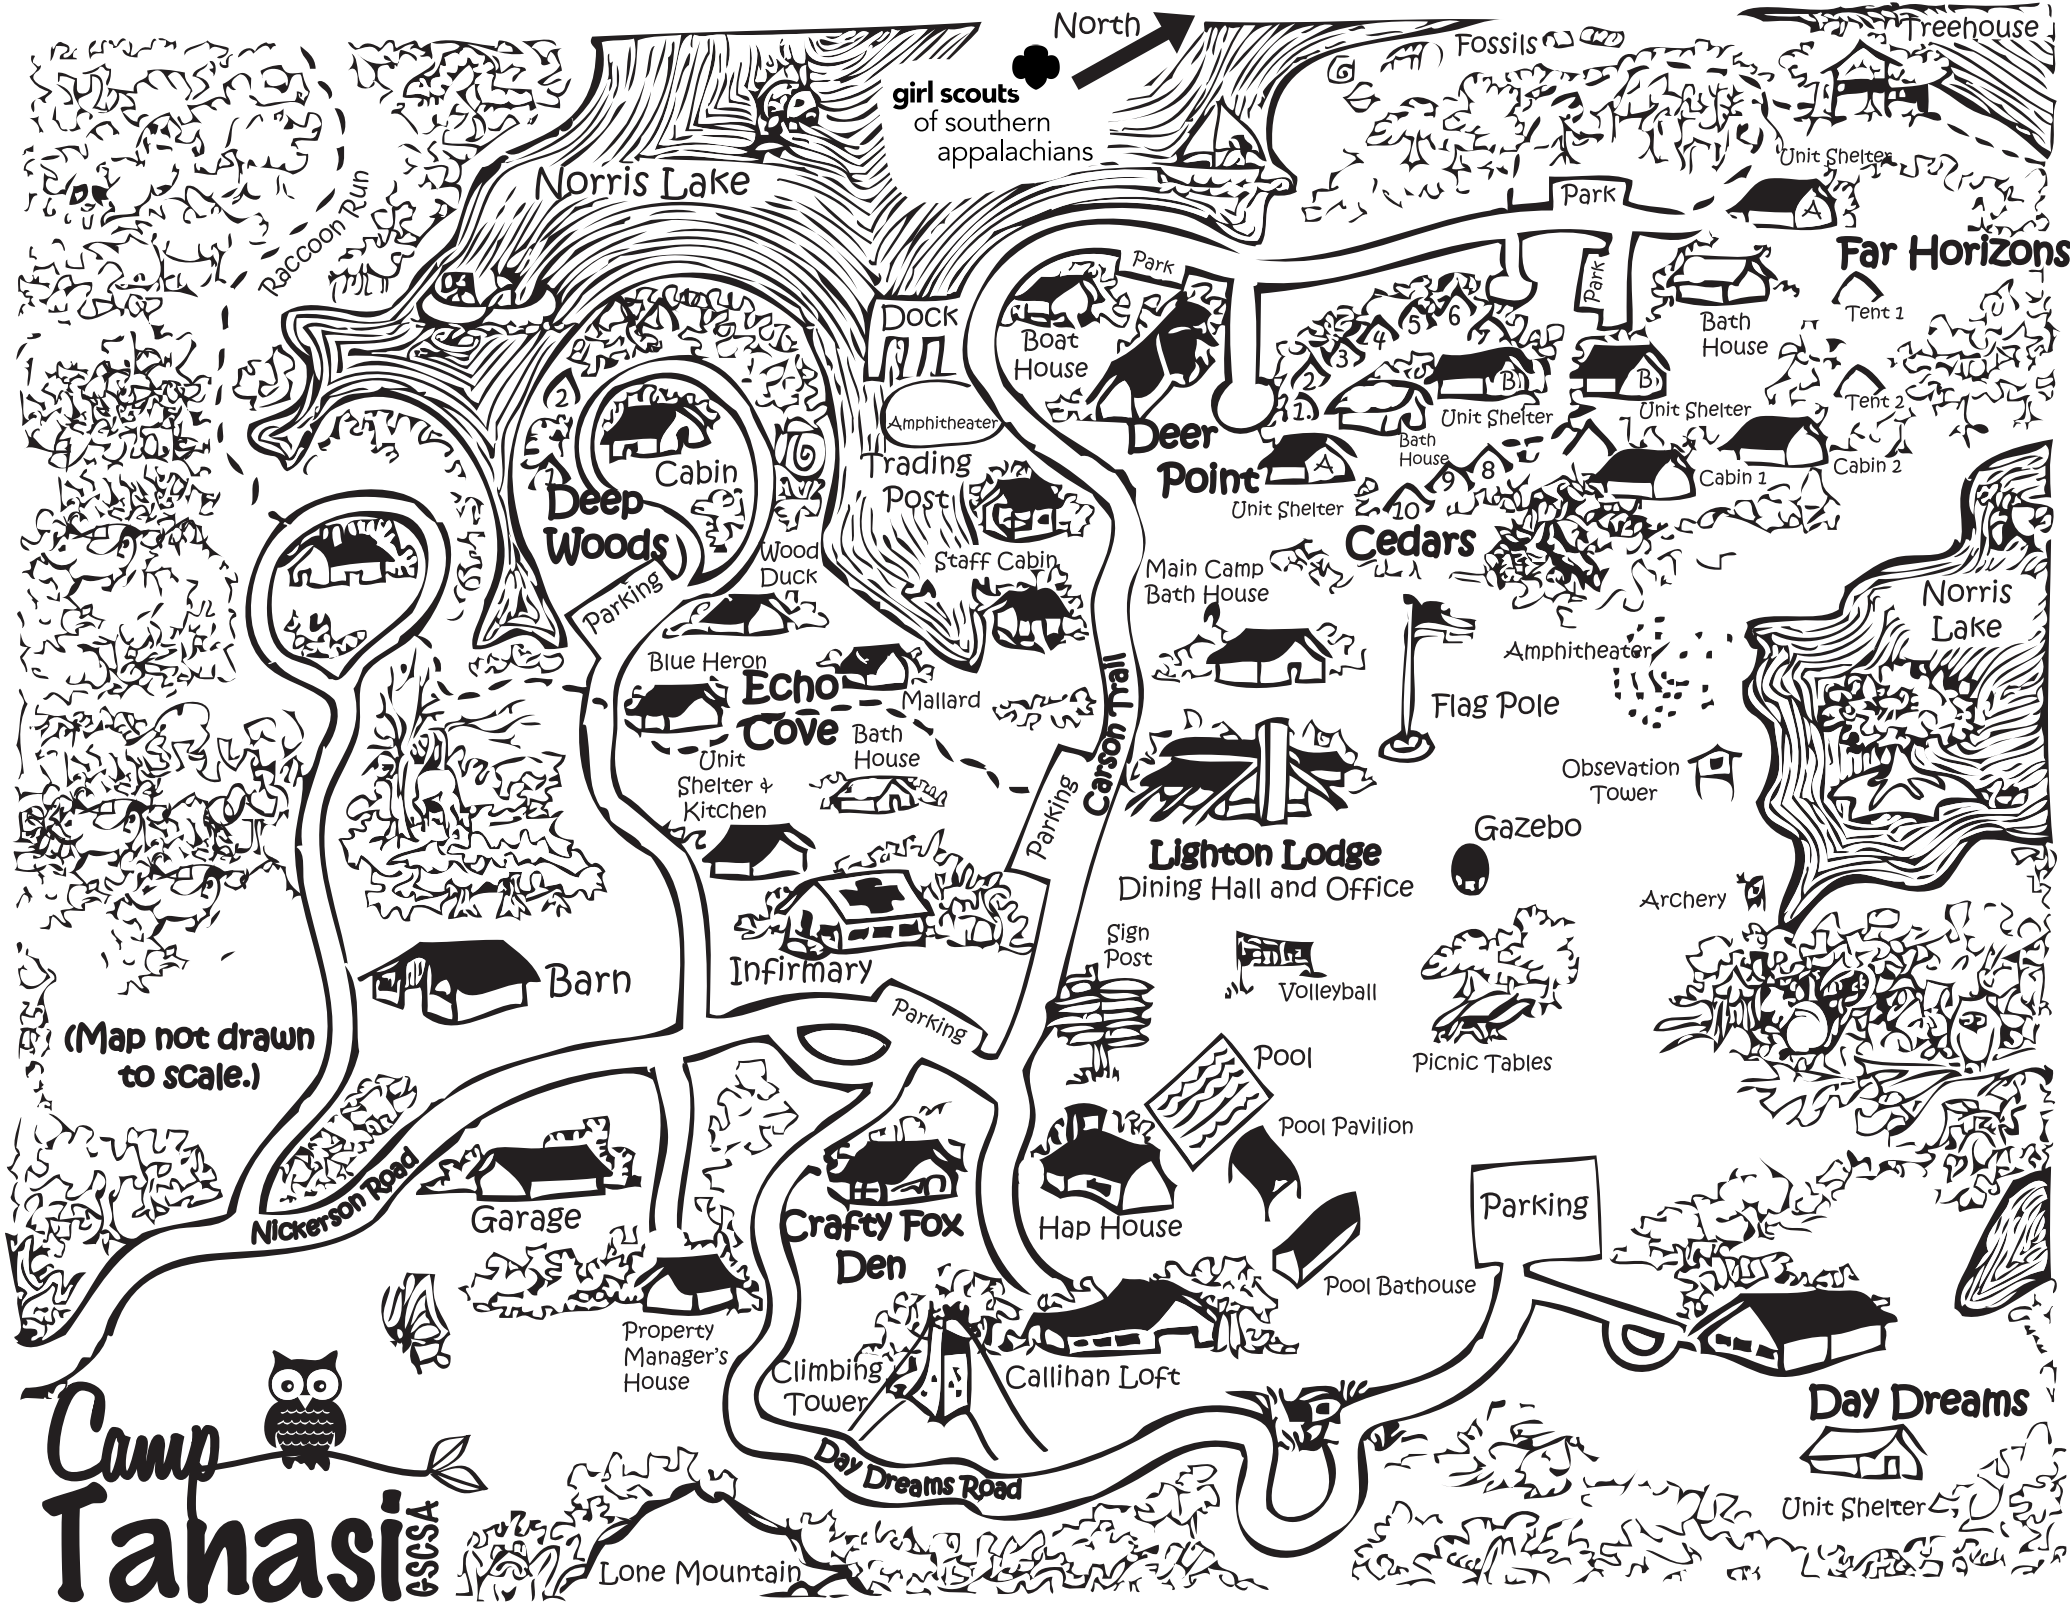 North
girl scouts
of southern
appalachians
Fossils
Treehouse
Unit Shelter
A
Park
Far Horizons
Norris Lake
Raccoon Run
Park
Park
Bath
House
Tent 1
Dock
Boat
House
1
2
3
4
5
6
7
B
Unit Shelter
B
Unit Shelter
Tent 2
Amphitheater
Deer
Point
Bath
House
A
Unit Shelter
8
9
10
Cedars
Cabin 1
Cabin 2
2
1
Cabin
Deep
Woods
Parking
Trading
Post
Staff Cabin
Wood
Duck
Main Camp
Bath House
Norris
Lake
Amphitheater
Flag Pole
Blue Heron
Echo
Cove
Mallard
Bath
House
Unit
Shelter &
Kitchen
Carson Trail
Parking
Obsevation
Tower
Gazebo
Lighton Lodge
Dining Hall and Office
Archery
Sign
Post
Volleyball
Infirmary
Barn
Parking
Picnic Tables
(Map not drawn
to scale.)
Pool
Pool Pavilion
Nickerson Road
Garage
Crafty Fox
Den
Hap House
Parking
Pool Bathouse
Property
Manager's
House
Climbing
Tower
Callihan Loft
Day Dreams
Unit Shelter
Day Dreams Road
Lone Mountain
Camp
Tanasi
GSCSA